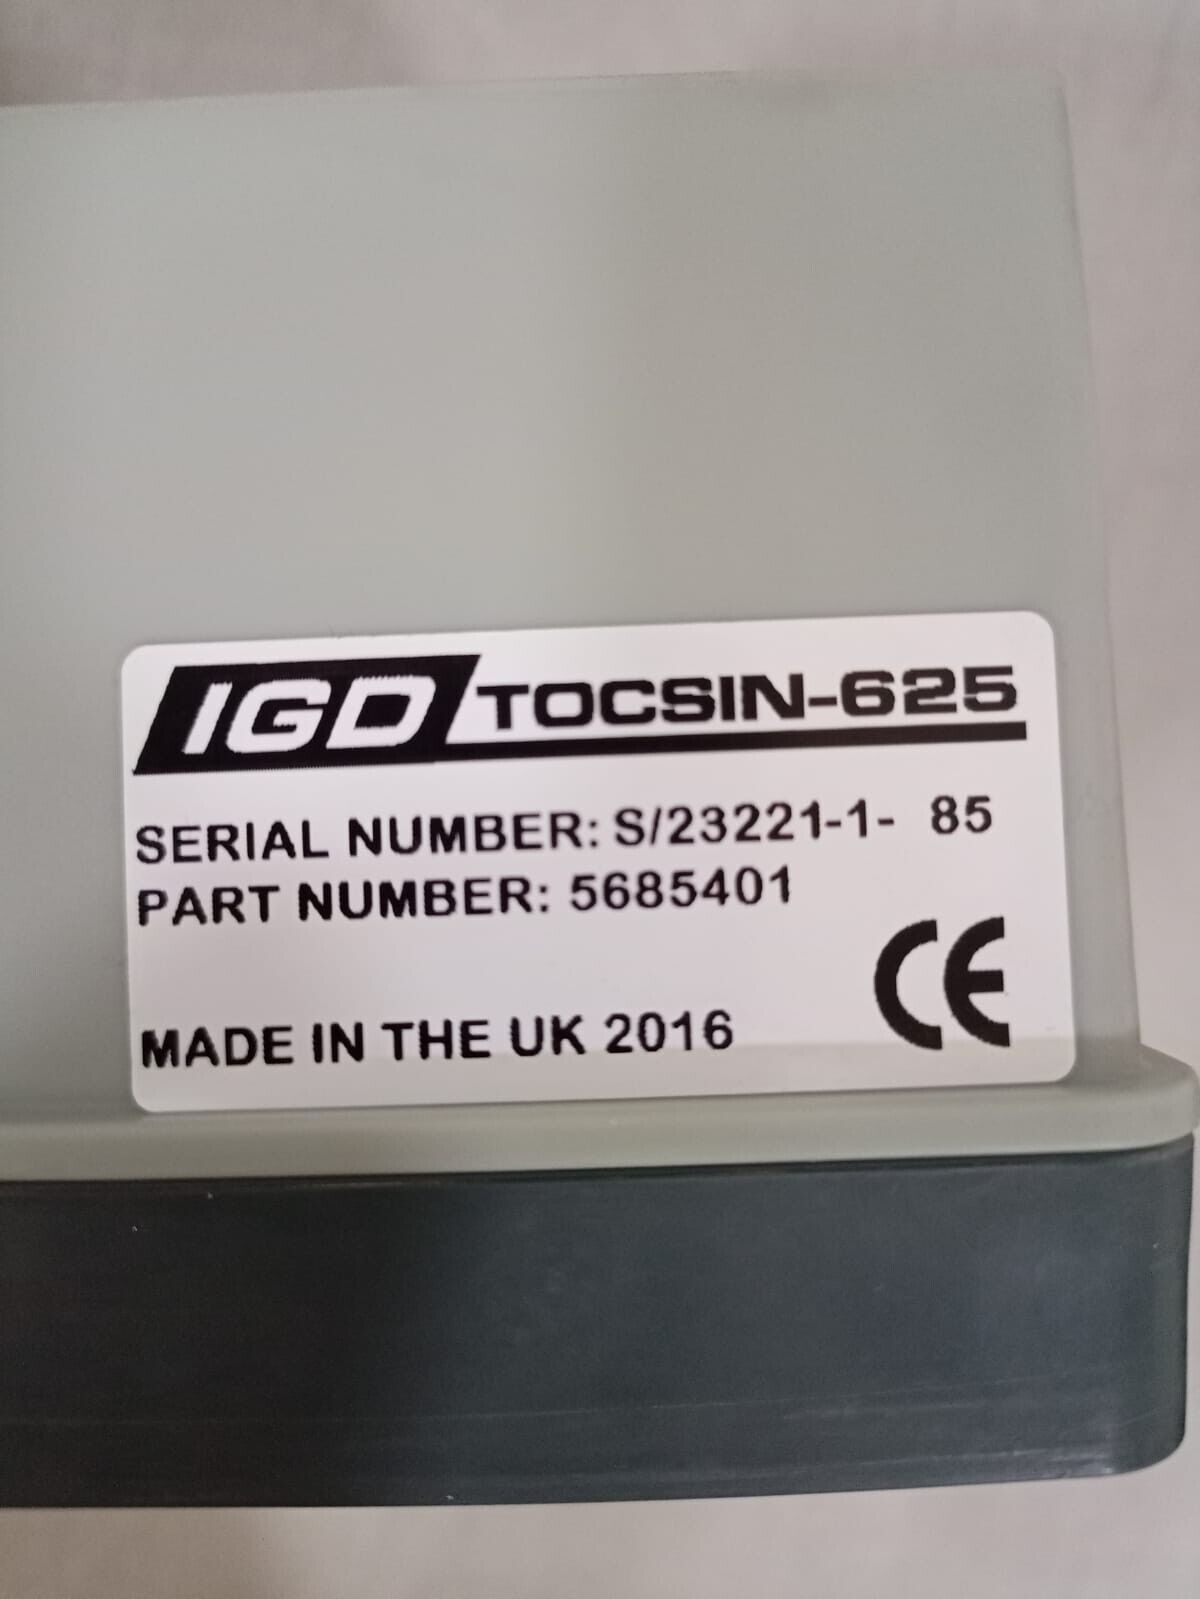 IGD TOCSIN-625
SERIAL NUMBER: S/23221-1- 85
PART NUMBER: 5685401
CE
MADE IN THE UK 2016